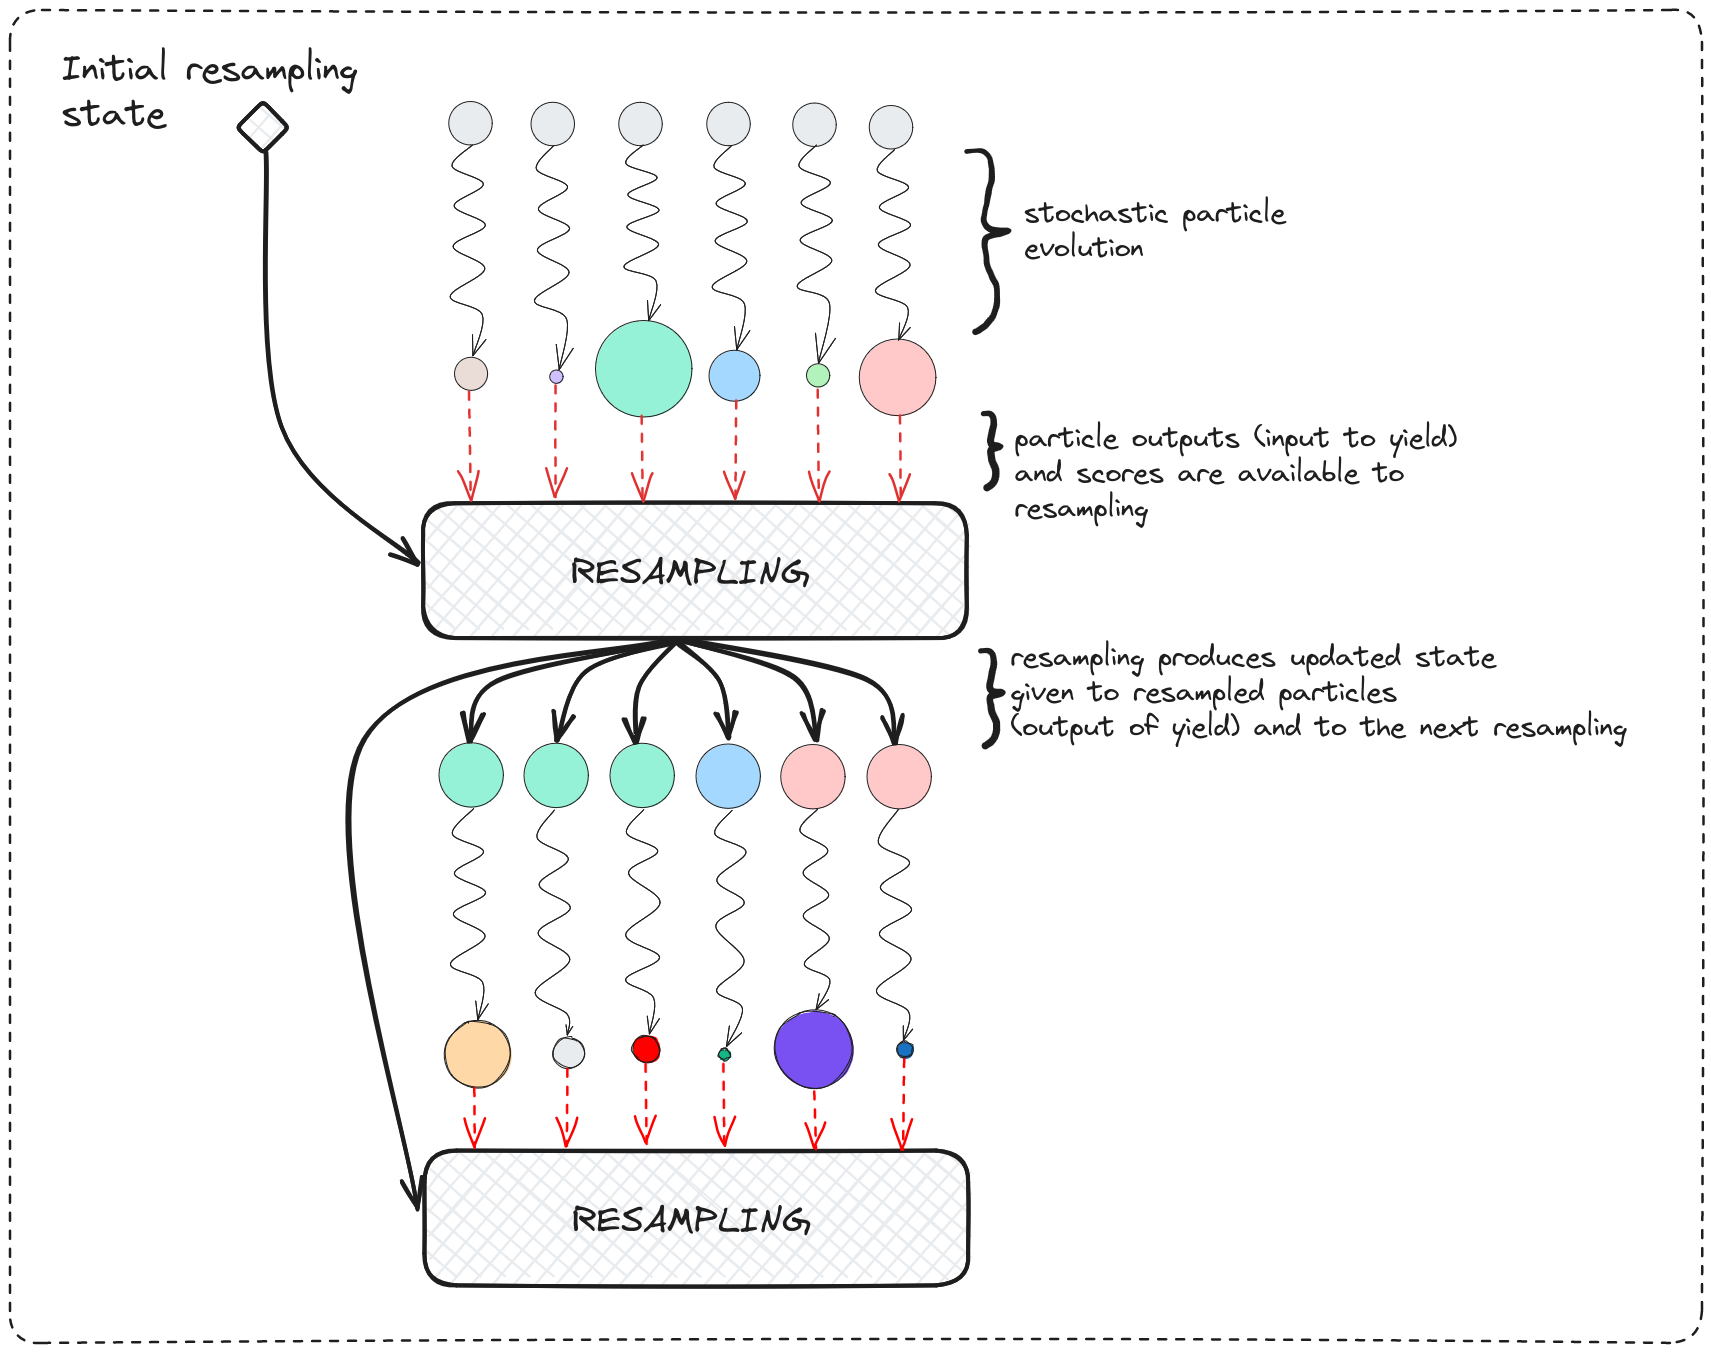 Initial resampling
state
stochastic particle
evolution
particle outputs (input to yield)
and scores are available to
resampling
RESAMPLING
resampling produces updated state
given to resampled particles
(output of yield) and to the next resampling
RESAMPLING